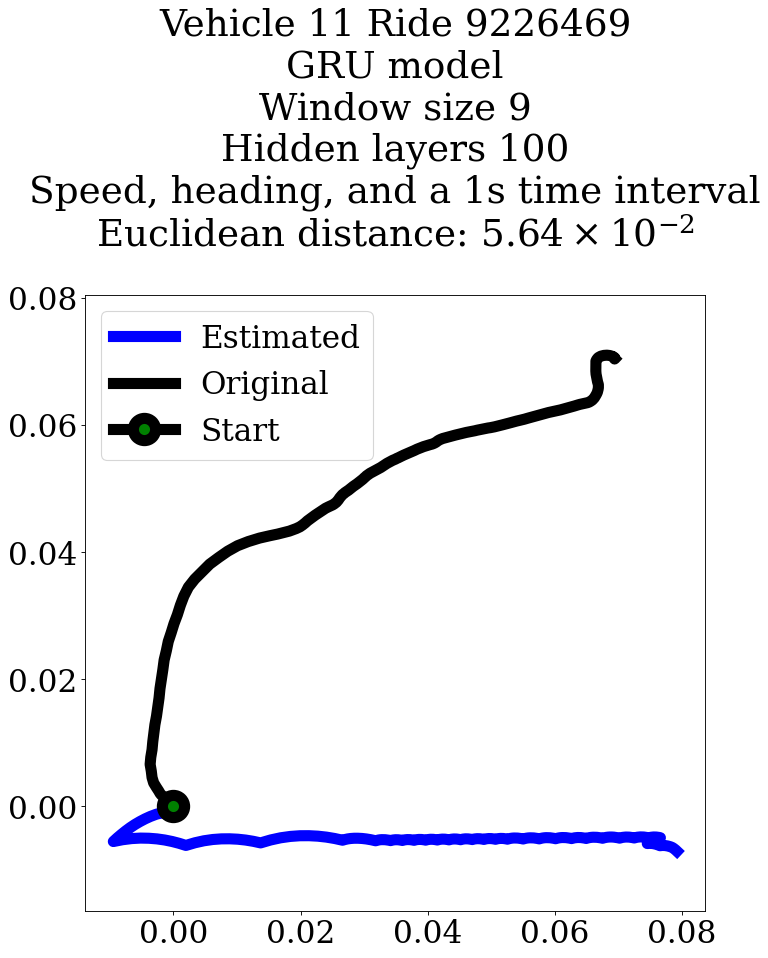 Vehicle 11 Ride 9226469
GRU model
Window size 9
Hidden layers 100
Speed, heading, and a 1s time interval
Euclidean distance: 5.64 × 10⁻²
0.08
Estimated
Original
Start
0.06
0.04
0.02
0.00
0.00 0.02 0.04 0.06 0.08